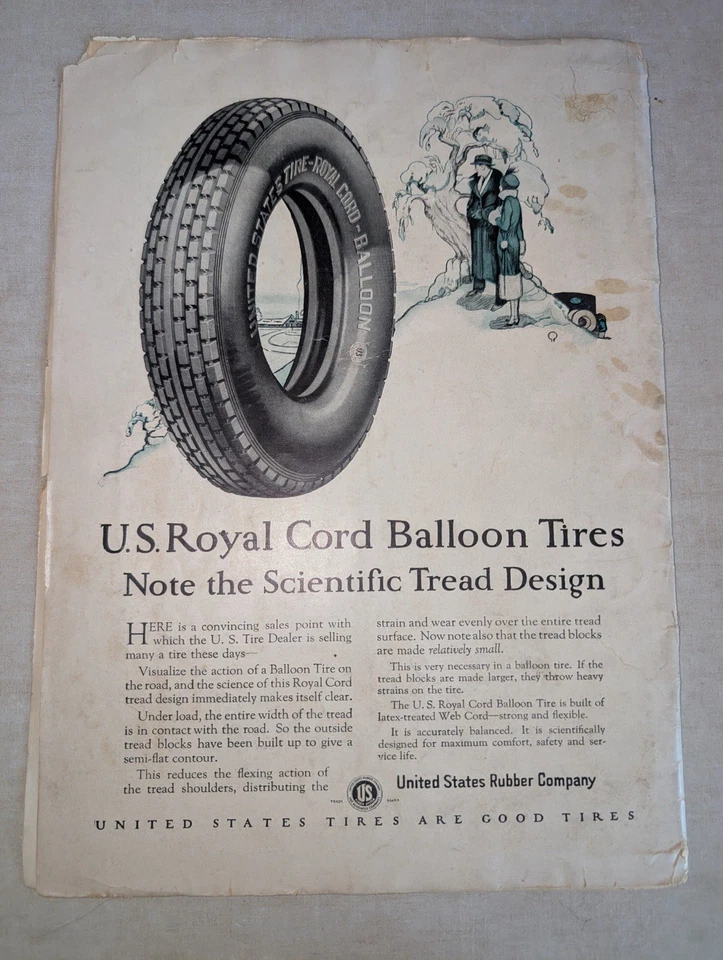 UNITED STATES TIRE-ROYAL CORD-BALLOON
U.S. Royal Cord Balloon Tires
Note the Scientific Tread Design
HERE is a convincing sales point with
which the U. S. Tire Dealer is selling
many a tire these days—
Visualize the action of a Balloon Tire on
the road, and the science of this Royal Cord
tread design immediately makes itself clear.
Under load, the entire width of the tread
is in contact with the road. So the outside
tread blocks have been built up to give a
semi-flat contour.
This reduces the flexing action of
the tread shoulders, distributing the
strain and wear evenly over the entire tread
surface. Now note also that the tread blocks
are made relatively small.
This is very necessary in a balloon tire. If the
tread blocks are made larger, they throw heavy
strains on the tire.
The U. S. Royal Cord Balloon Tire is built of
latex-treated Web Cord—strong and flexible.
It is accurately balanced. It is scientifically
designed for maximum comfort, safety and ser-
vice life.
TRADE US MARK
United States Rubber Company
UNITED STATES TIRES ARE GOOD TIRES